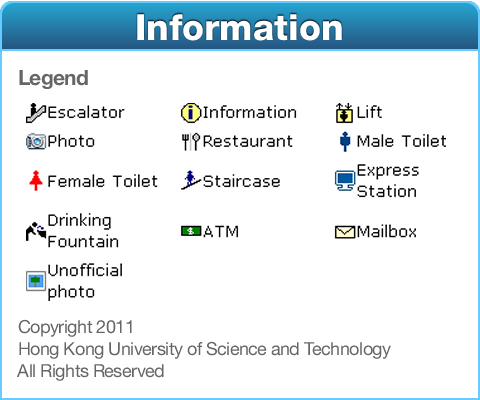 Information
Legend
Escalator
Information
Lift
Photo
Restaurant
Male Toilet
Female Toilet
Staircase
Express
Station
Drinking
Fountain
ATM
Mailbox
Unofficial
photo
Copyright 2011
Hong Kong University of Science and Technology
All Rights Reserved